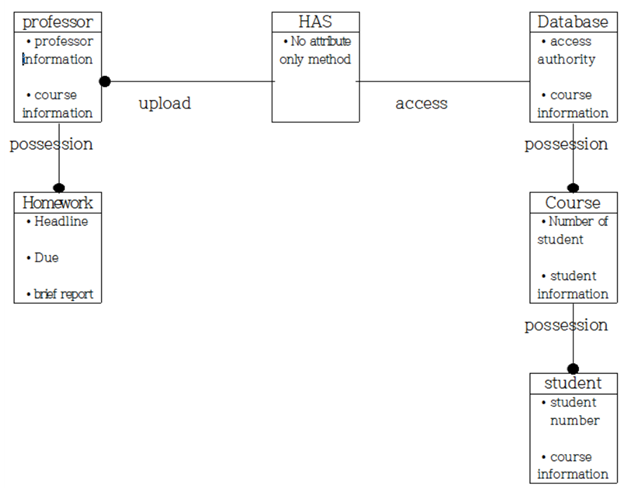 professor
• professor
information
• course
information
HAS
• No attribute
only method
Database
• access
authority
• course
information
upload
access
possession
possession
Homework
• Headline
• Due
• brief report
Course
• Number of
student
• student
information
possession
student
• student
number
• course
information